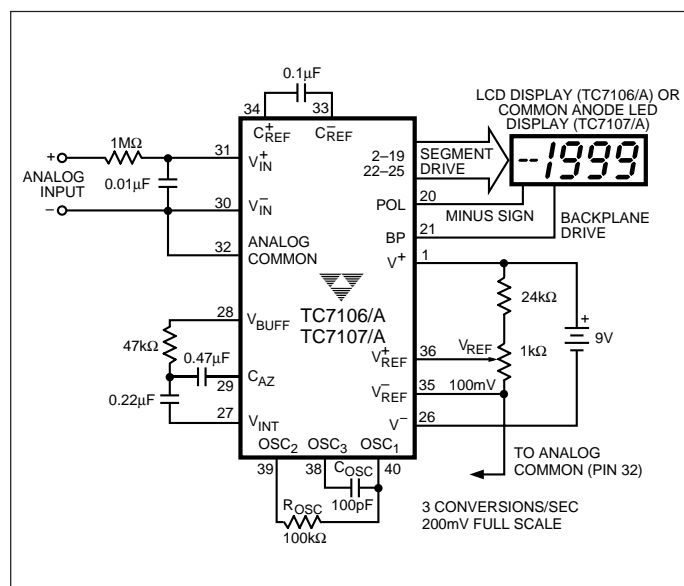 0.1µF
34
33
C+REF
C–REF
LCD DISPLAY (TC7106/A) OR
COMMON ANODE LED
DISPLAY (TC7107/A)
1MΩ
31
V+IN
2–19
22–25
SEGMENT
DRIVE
–1999
+
ANALOG
INPUT
–
0.01µF
30
V–IN
POL
20
MINUS SIGN
BP
21
BACKPLANE
DRIVE
32
ANALOG
COMMON
V+
1
TC7106/A
TC7107/A
24kΩ
28
VBUFF
47kΩ
0.47µF
V+REF
36
VREF
1kΩ
+
9V
29
CAZ
V–REF
35
100mV
0.22µF
27
VINT
V–
26
OSC2
OSC3
OSC1
39
38
40
COSC
100pF
ROSC
100kΩ
TO ANALOG
COMMON (PIN 32)
3 CONVERSIONS/SEC
200mV FULL SCALE